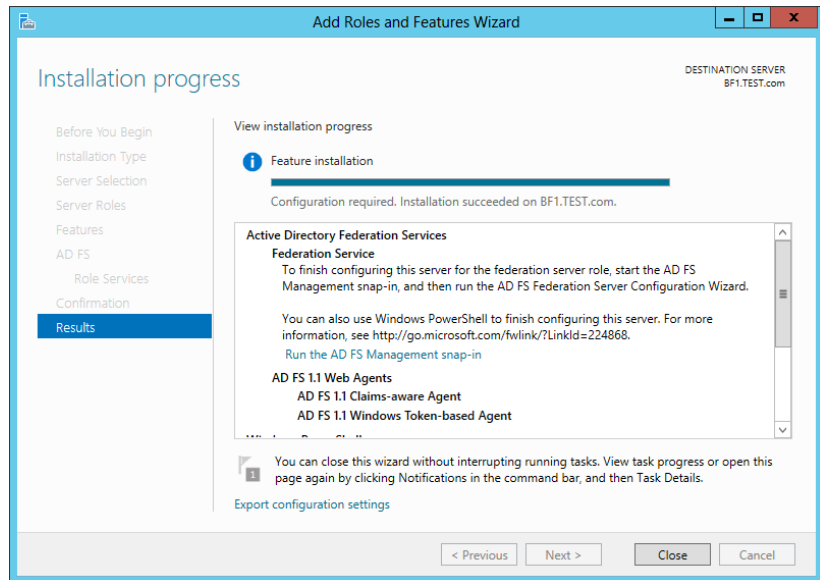 Add Roles and Features Wizard
Installation progress
DESTINATION SERVER
BF1.TEST.com
Before You Begin
Installation Type
Server Selection
Server Roles
Features
AD FS
Role Services
Confirmation
Results
View installation progress
Feature installation
Configuration required. Installation succeeded on BF1.TEST.com.
Active Directory Federation Services
Federation Service
To finish configuring this server for the federation server role, start the AD FS
Management snap-in, and then run the AD FS Federation Server Configuration Wizard.
You can also use Windows PowerShell to finish configuring this server. For more
information, see http://go.microsoft.com/fwlink/?LinkId=224868.
Run the AD FS Management snap-in
AD FS 1.1 Web Agents
AD FS 1.1 Claims-aware Agent
AD FS 1.1 Windows Token-based Agent
1
You can close this wizard without interrupting running tasks. View task progress or open this
page again by clicking Notifications in the command bar, and then Task Details.
Export configuration settings
< Previous
Next >
Close
Cancel